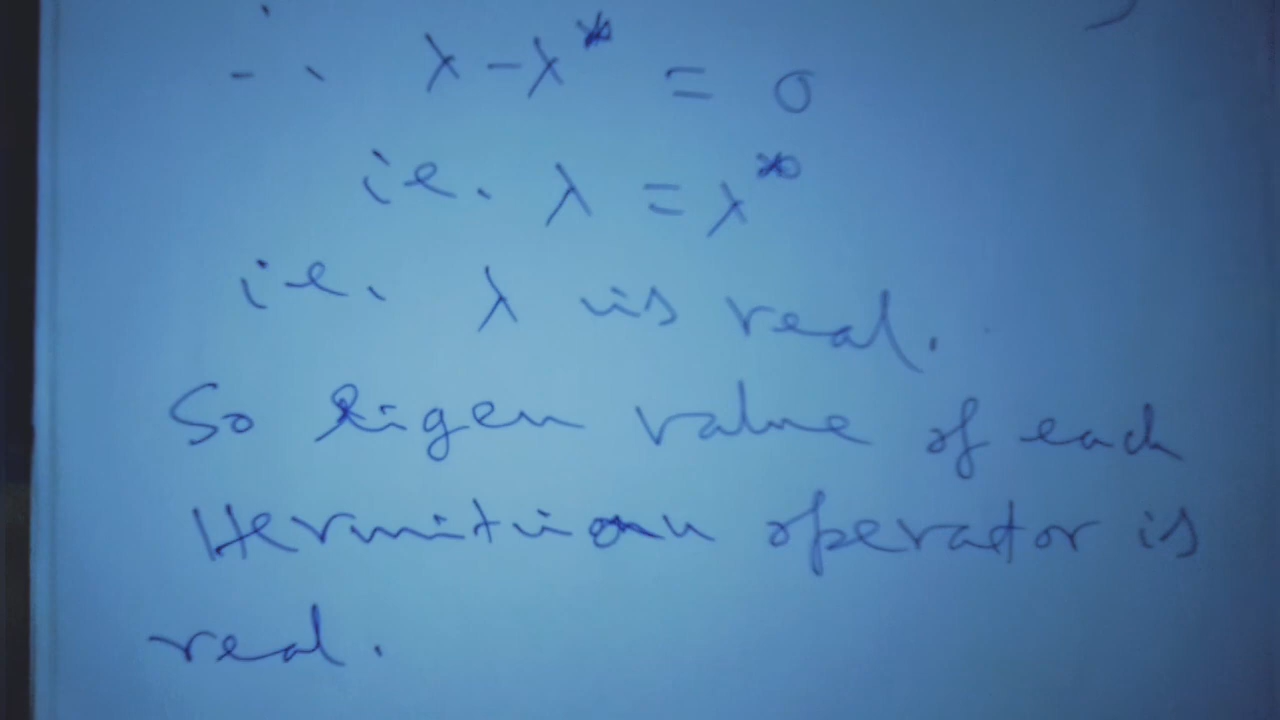 ∴ λ - λ* = 0
i.e. λ = λ*
i.e. λ is real.
So Eigen value of each
Hermitian operator is
real.